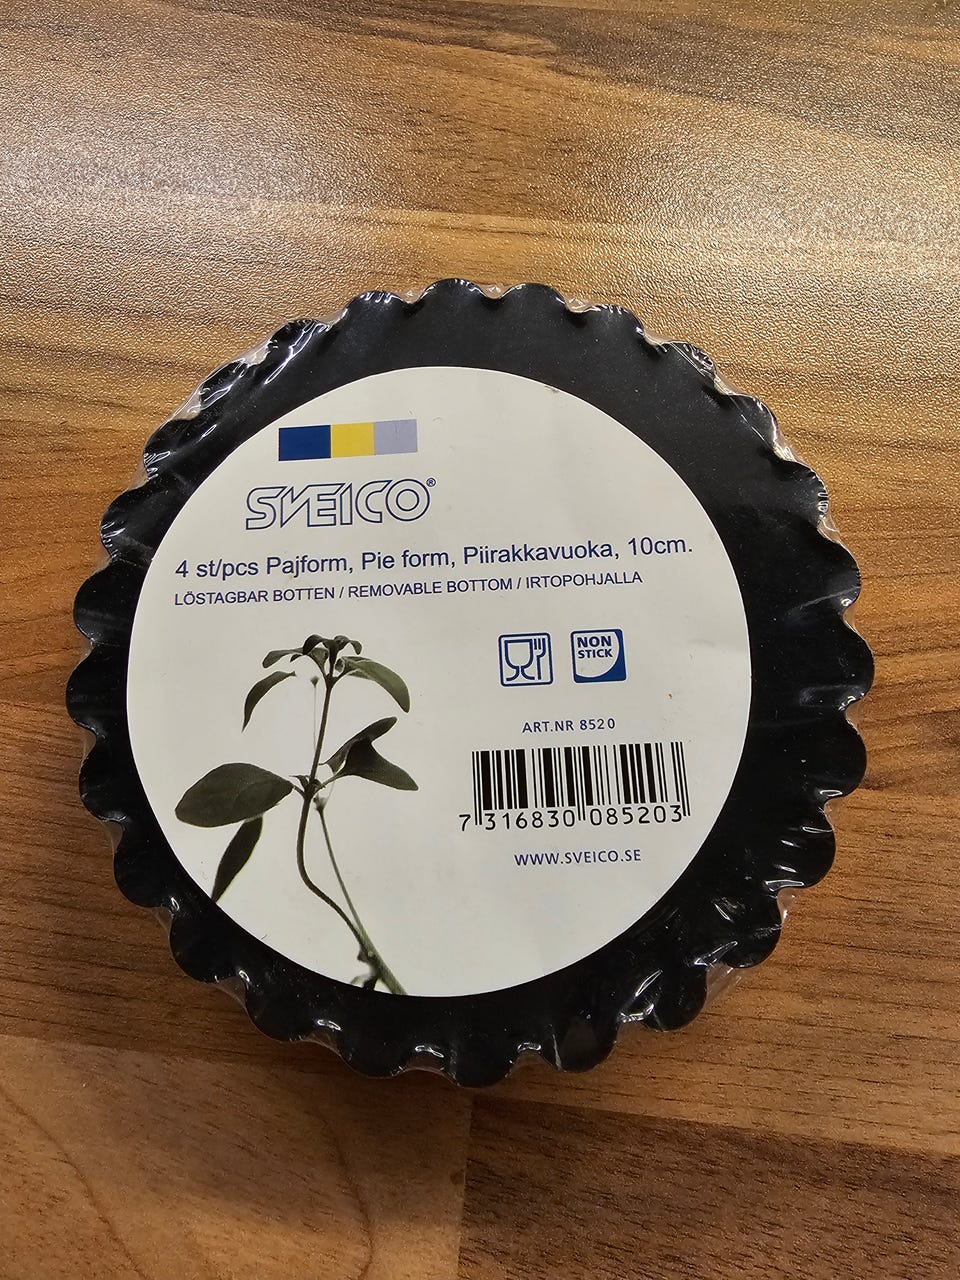 SVEICO®
4 st/pcs Pajform, Pie form, Piirakkavuoka, 10cm.
LÖSTAGBAR BOTTEN / REMOVABLE BOTTOM / IRTOPOHJALLA
NON
STICK
ART.NR 8520
7 316830 085203
WWW.SVEICO.SE